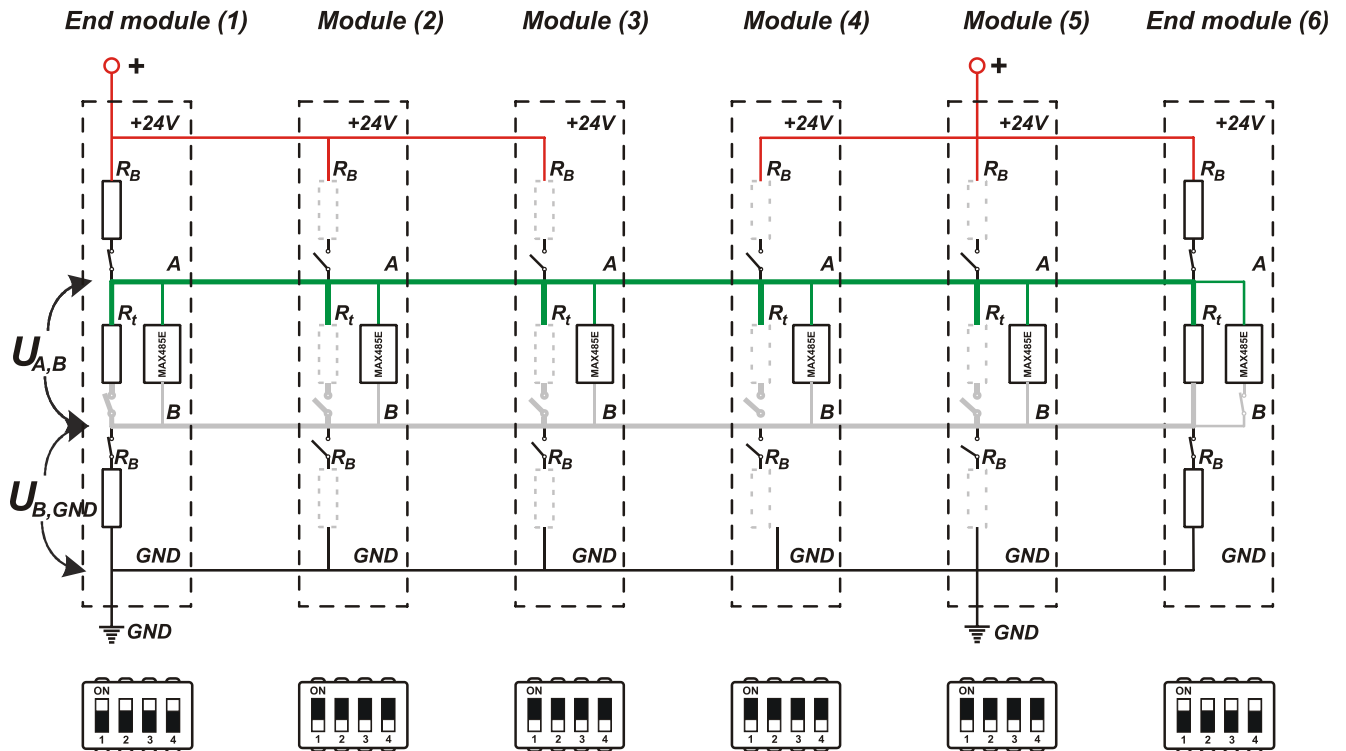 End module (1) Module (2) Module (3) Module (4) Module (5) End module (6)
+ +
+24V +24V +24V +24V +24V +24V
RB RB RB RB RB RB
A A A A A A
Rt Rt Rt Rt Rt Rt
UA,B MAX485E MAX485E MAX485E MAX485E MAX485E MAX485E
B B B B B B
RB RB RB RB RB RB
UB,GND
GND GND GND GND GND GND
GND GND
ON ON ON ON ON ON
1 2 3 4 1 2 3 4 1 2 3 4 1 2 3 4 1 2 3 4 1 2 3 4